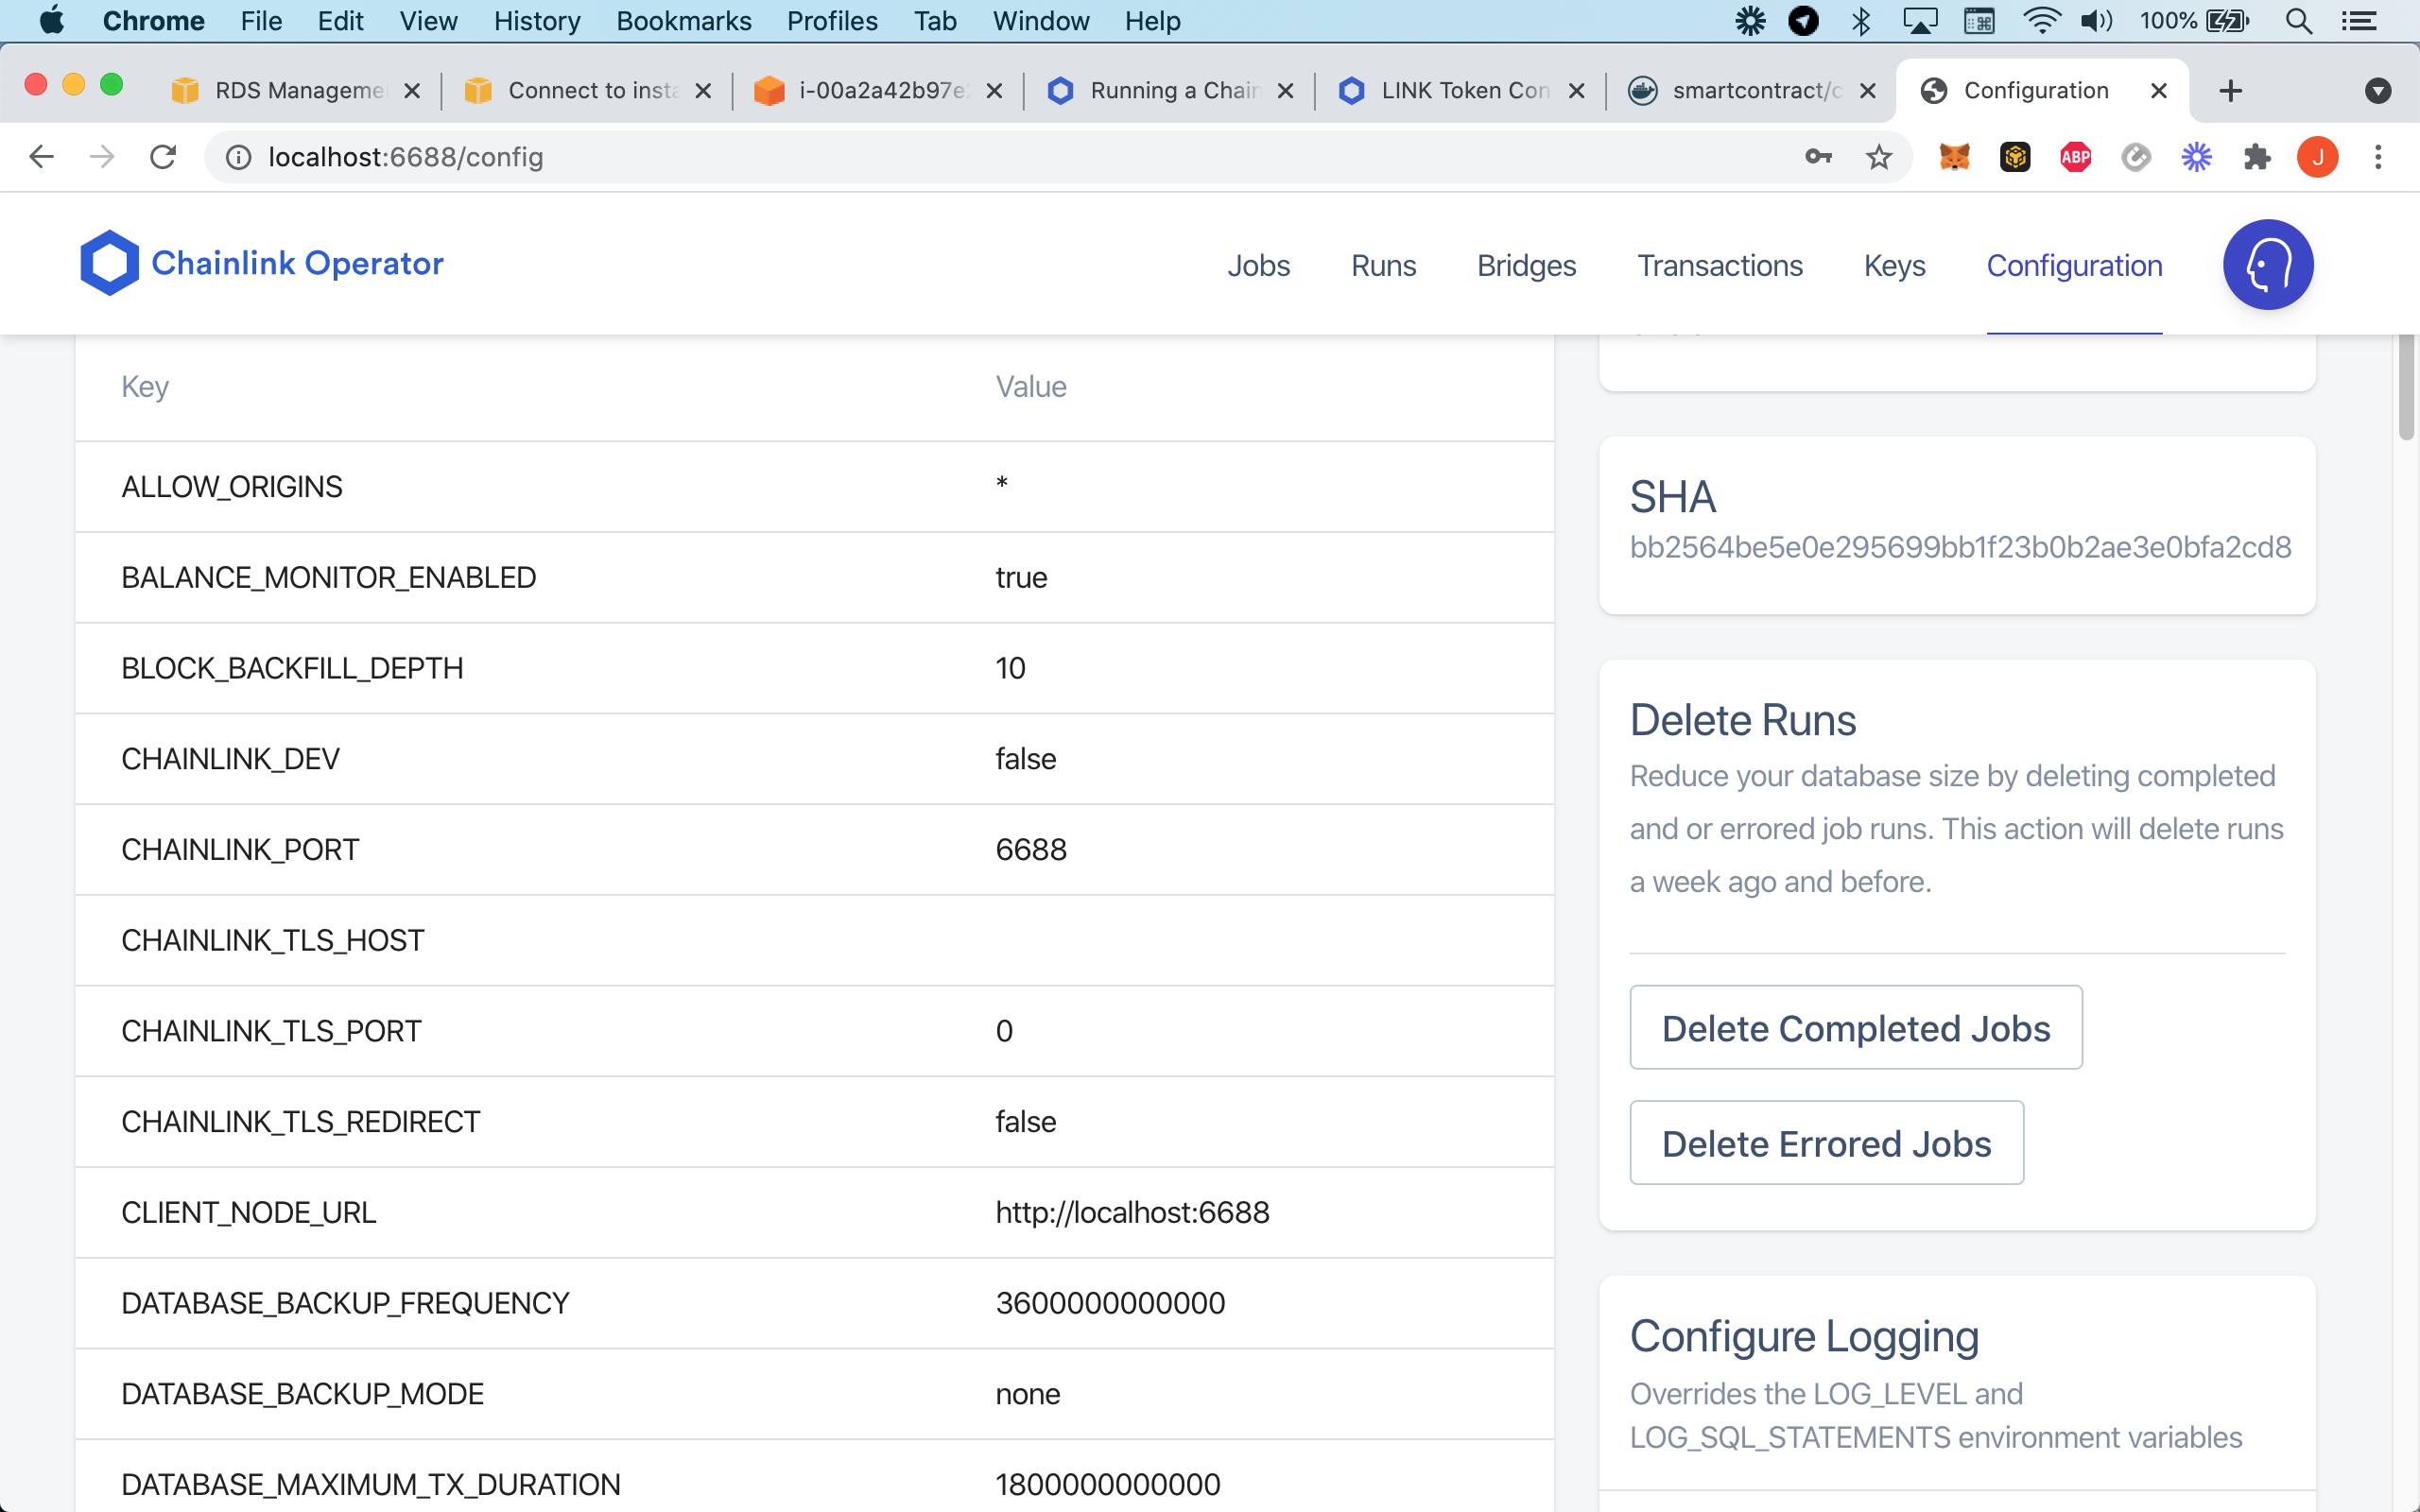 Chrome File Edit View History Bookmarks Profiles Tab Window Help 100%
RDS Manageme Connect to insta i-00a2a42b97e Running a Chain LINK Token Con smartcontract/c Configuration
localhost:6688/config ABP J
Chainlink Operator Jobs Runs Bridges Transactions Keys Configuration
Key Value
ALLOW_ORIGINS *
BALANCE_MONITOR_ENABLED true
BLOCK_BACKFILL_DEPTH 10
CHAINLINK_DEV false
CHAINLINK_PORT 6688
CHAINLINK_TLS_HOST
CHAINLINK_TLS_PORT 0
CHAINLINK_TLS_REDIRECT false
CLIENT_NODE_URL http://localhost:6688
DATABASE_BACKUP_FREQUENCY 3600000000000
DATABASE_BACKUP_MODE none
DATABASE_MAXIMUM_TX_DURATION 1800000000000
SHA
bb2564be5e0e295699bb1f23b0b2ae3e0bfa2cd8
Delete Runs
Reduce your database size by deleting completed
and or errored job runs. This action will delete runs
a week ago and before.
Delete Completed Jobs
Delete Errored Jobs
Configure Logging
Overrides the LOG_LEVEL and
LOG_SQL_STATEMENTS environment variables